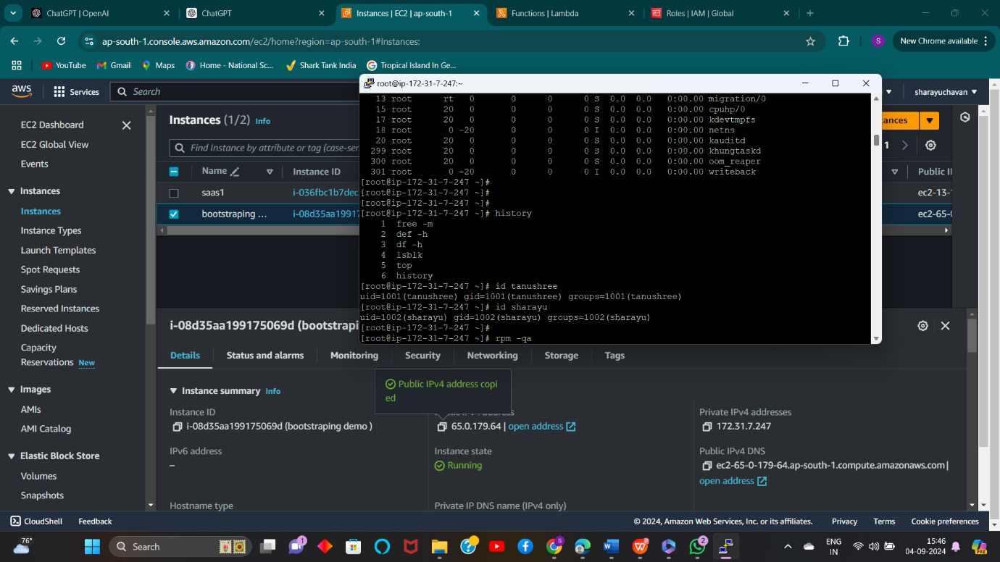 ChatGPT | OpenAI
ChatGPT
Instances | EC2 | ap-south-1
Functions | Lambda
Roles | IAM | Global
ap-south-1.console.aws.amazon.com/ec2/home?region=ap-south-1#Instances:
S
New Chrome available
YouTube
Gmail
Maps
Home - National Sc...
Shark Tank India
Tropical Island In Ge...
aws
Services
Search
sharayuchavan
EC2 Dashboard
EC2 Global View
Events
Instances
Instances
Instance Types
Launch Templates
Spot Requests
Savings Plans
Reserved Instances
Dedicated Hosts
Capacity
Reservations New
Images
AMIs
AMI Catalog
Elastic Block Store
Volumes
Snapshots
Instances (1/2) Info
Find Instance by attribute or tag (case-ser
ances
1
Name
Instance ID
Public I
saas1
i-036fbc1b7dec
ec2-13-
bootstraping ...
i-08d35aa19917
ec2-65-
root@ip-172-31-7-247:~
13 root rt 0 0 0 0 S 0.0 0.0 0:00.00 migration/0
15 root 20 0 0 0 0 S 0.0 0.0 0:00.00 cpuhp/0
17 root 20 0 0 0 0 S 0.0 0.0 0:00.00 kdevtmpfs
18 root 0 -20 0 0 0 I 0.0 0.0 0:00.00 netns
20 root 20 0 0 0 0 S 0.0 0.0 0:00.00 kauditd
299 root 20 0 0 0 0 S 0.0 0.0 0:00.00 khungtaskd
300 root 20 0 0 0 0 S 0.0 0.0 0:00.00 oom_reaper
301 root 0 -20 0 0 0 I 0.0 0.0 0:00.00 writeback
[root@ip-172-31-7-247 ~]#
[root@ip-172-31-7-247 ~]#
[root@ip-172-31-7-247 ~]#
[root@ip-172-31-7-247 ~]# history
1 free -m
2 def -h
3 df -h
4 lsblk
5 top
6 history
[root@ip-172-31-7-247 ~]# id tanushree
uid=1001(tanushree) gid=1001(tanushree) groups=1001(tanushree)
[root@ip-172-31-7-247 ~]# id sharayu
uid=1002(sharayu) gid=1002(sharayu) groups=1002(sharayu)
[root@ip-172-31-7-247 ~]#
[root@ip-172-31-7-247 ~]# rpm -qa
i-08d35aa199175069d (bootstrapi
Details
Status and alarms
Monitoring
Security
Networking
Storage
Tags
Public IPv4 address copi
ed
Instance summary Info
Instance ID
i-08d35aa199175069d (bootstraping demo )
65.0.179.64 | open address
Private IPv4 addresses
172.31.7.247
IPv6 address
–
Instance state
Running
Public IPv4 DNS
ec2-65-0-179-64.ap-south-1.compute.amazonaws.com |
open address
Hostname type
Private IP DNS name (IPv4 only)
CloudShell
Feedback
© 2024, Amazon Web Services, Inc. or its affiliates.
Privacy
Terms
Cookie preferences
76°
Search
1
2
ENG
IN
15:46
04-09-2024
PRE